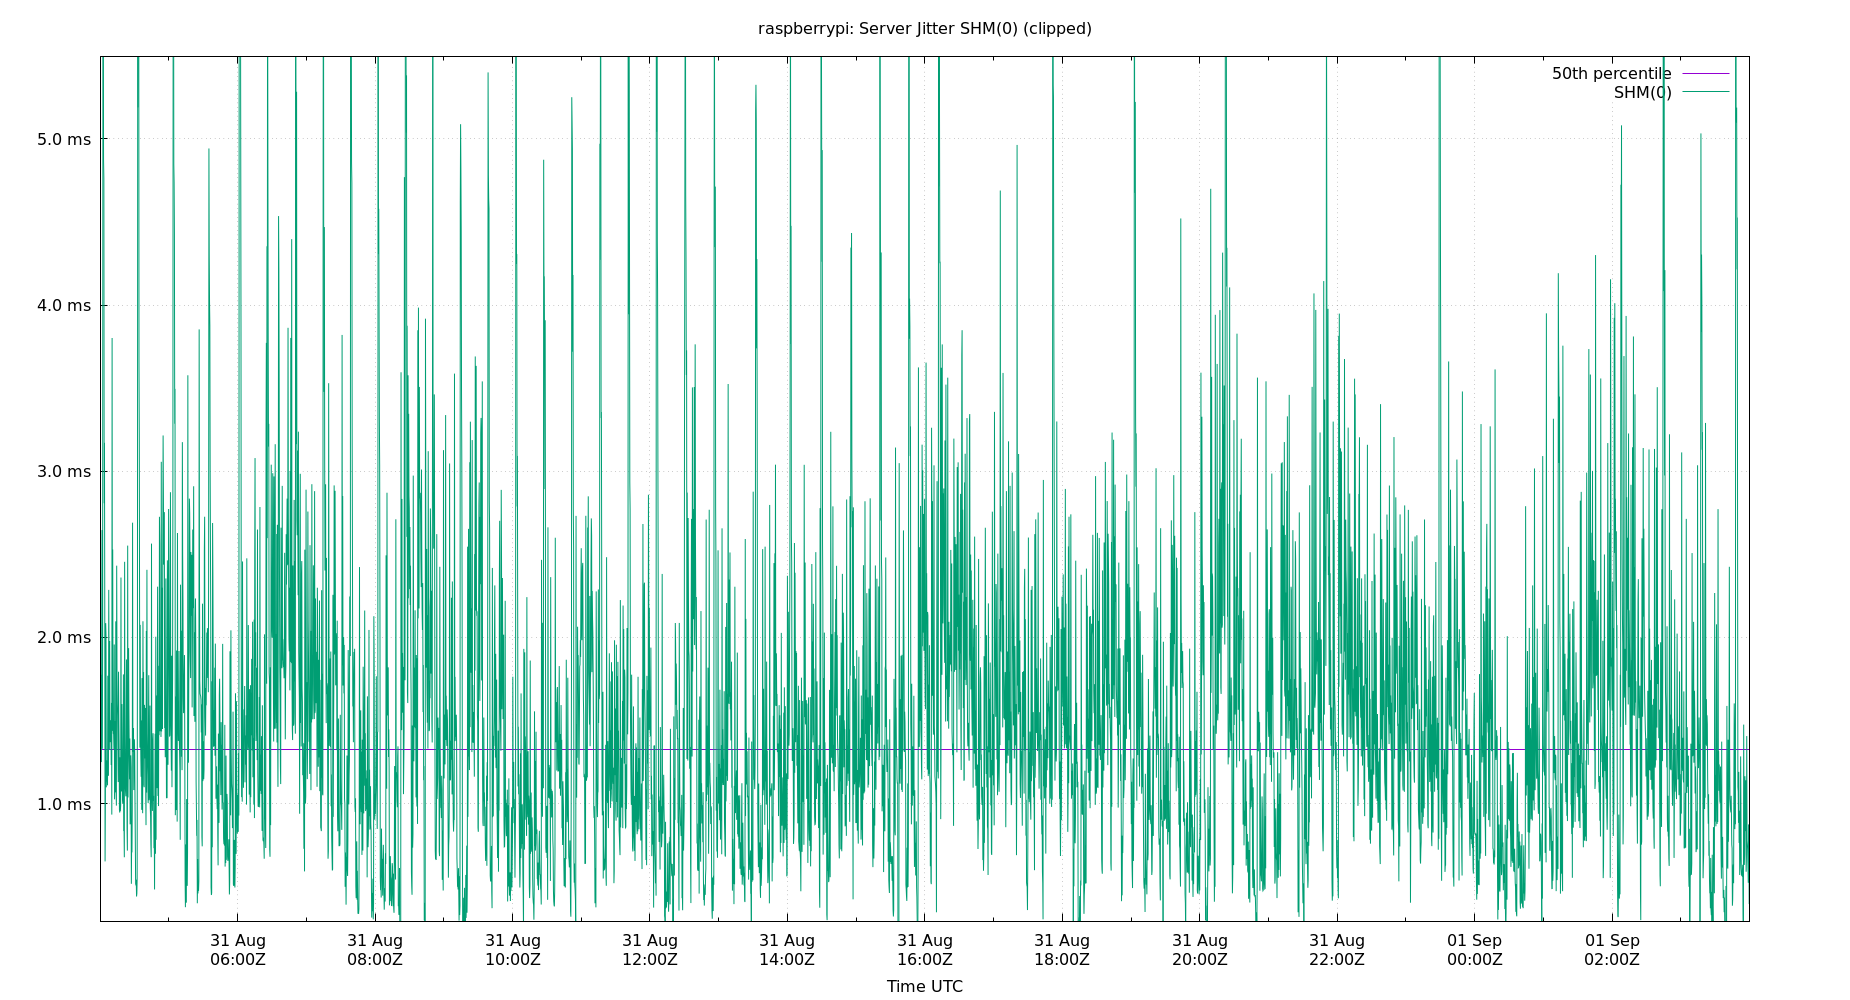 raspberrypi: Server Jitter SHM(0) (clipped)
50th percentile
SHM(0)
5.0 ms
4.0 ms
3.0 ms
2.0 ms
1.0 ms
31 Aug 31 Aug 31 Aug 31 Aug 31 Aug 31 Aug 31 Aug 31 Aug 31 Aug 01 Sep 01 Sep
06:00Z 08:00Z 10:00Z 12:00Z 14:00Z 16:00Z 18:00Z 20:00Z 22:00Z 00:00Z 02:00Z
Time UTC